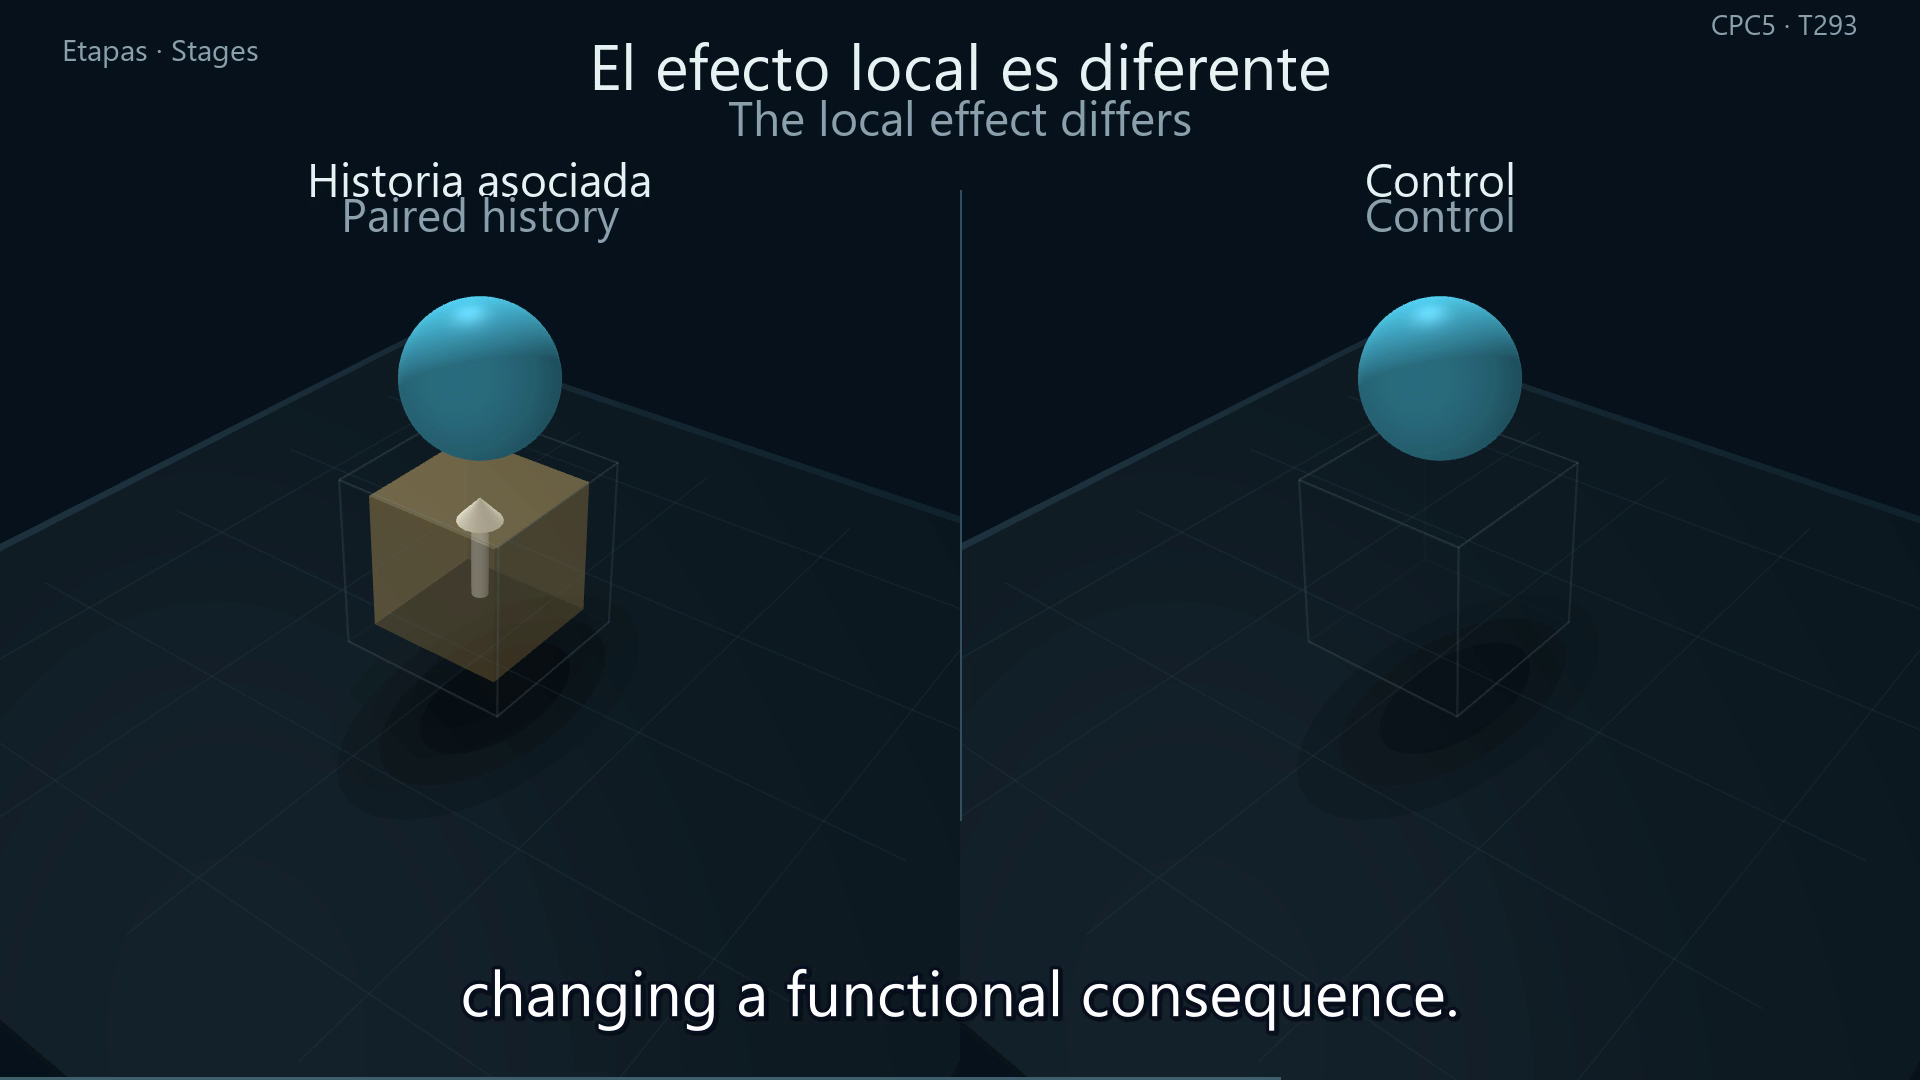 Etapas · Stages
CPC5 · T293
El efecto local es diferente
The local effect differs
Historia asociada
Paired history
Control
Control
changing a functional consequence.